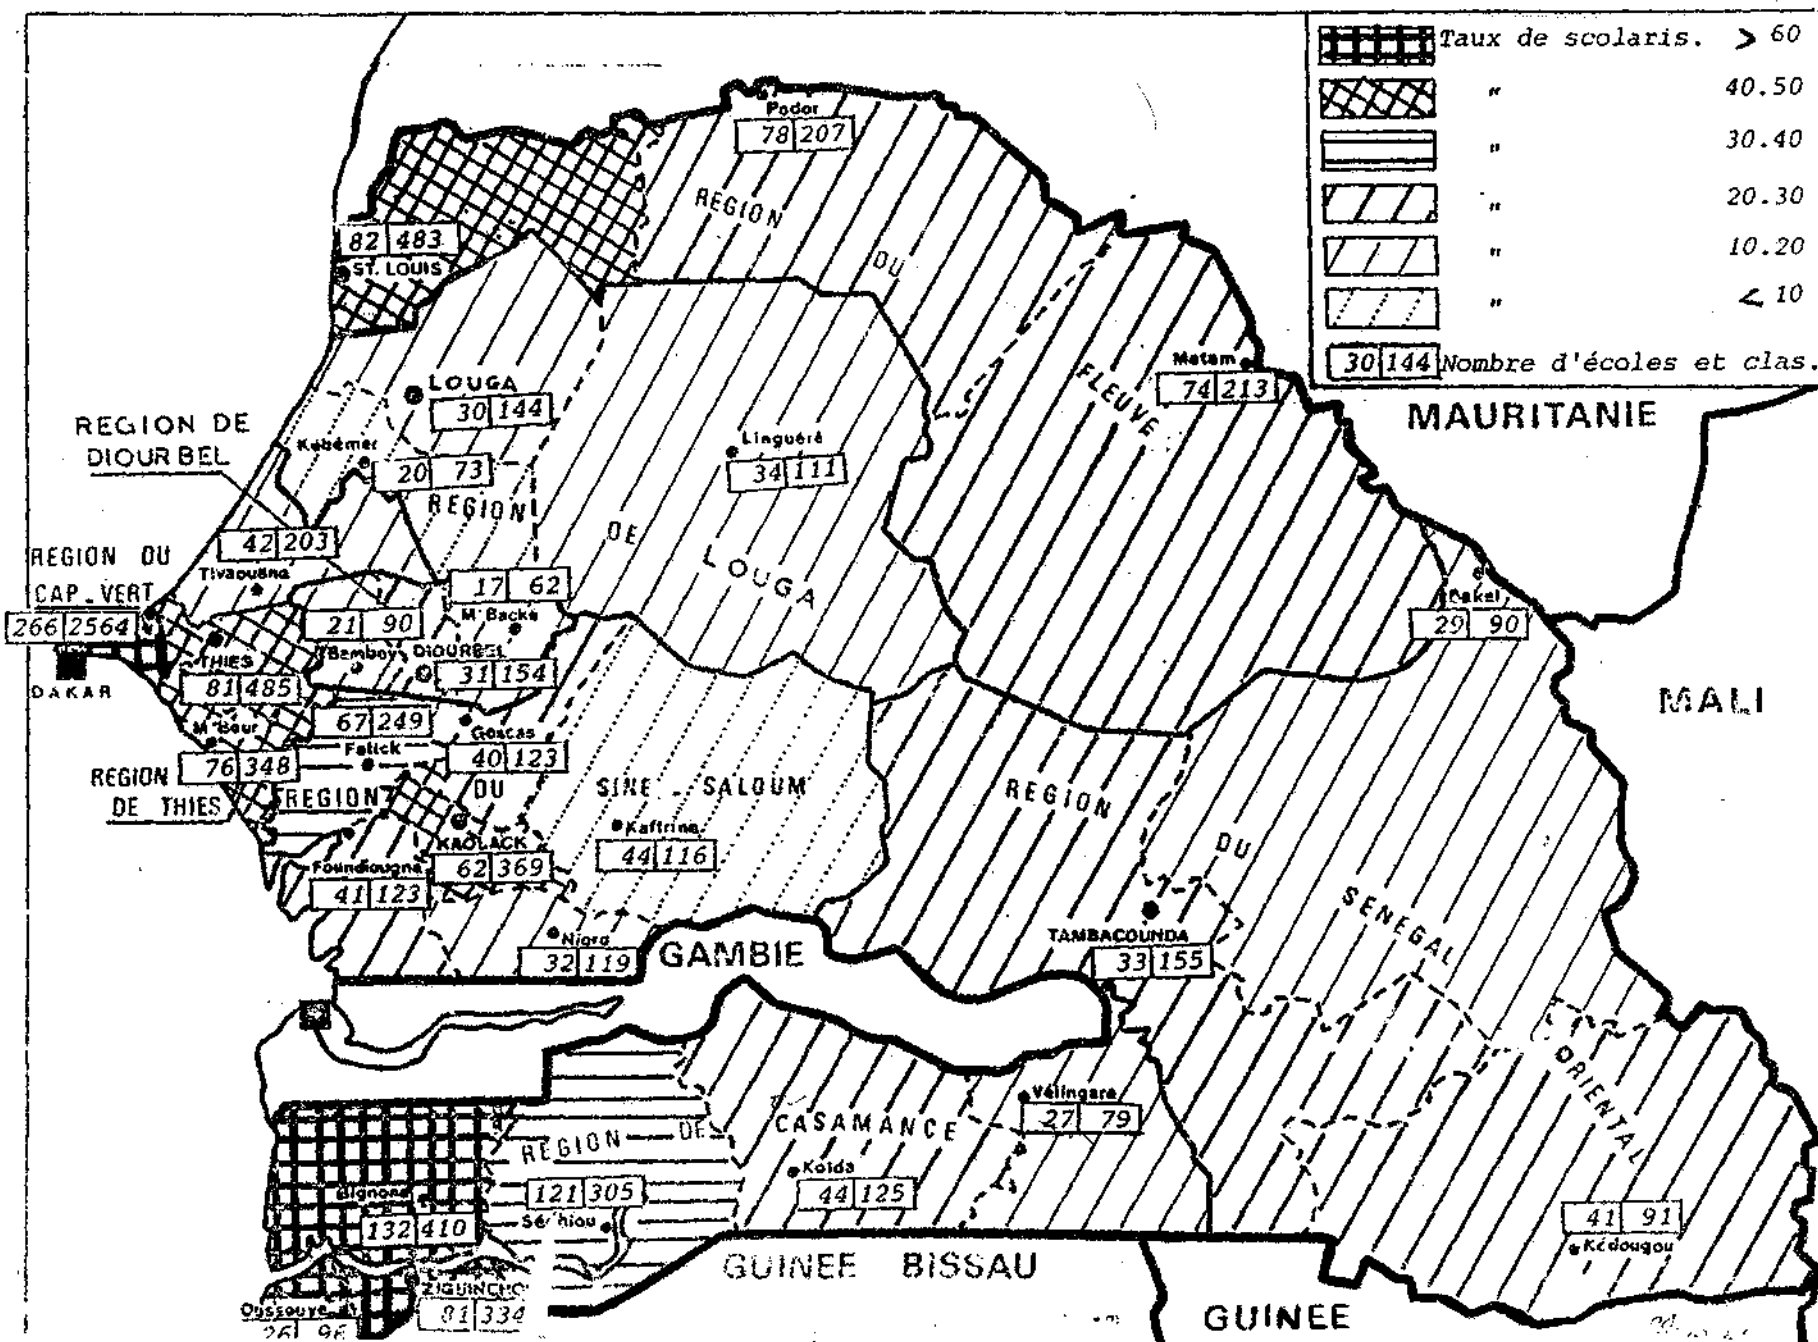 Taux de scolaris. > 60
" 40.50
" 30.40
" 20.30
" 10.20
" < 10
30 144 Nombre d'écoles et clas.
Podor
78 207
REGION DU FLEUVE
82 483
ST. LOUIS
Matam
74 213
MAURITANIE
LOUGA
30 144
REGION DE
DIOURBEL
Kébémer
20 73
Linguéré
34 111
REGION DE LOUGA
42 203
Tivaouane
REGION DU
CAP-VERT
266 2564
DAKAR
17 62
M'Backe
21 90
Bambey
DIOURBEL
31 154
THIES
81 485
Bakel
29 90
MALI
67 249
Fatick
M'Bour
76 348
Gossas
40 123
REGION
DE THIES
REGION DU SINE - SALOUM
Kaffrine
44 116
KAOLACK
62 369
Foundiougne
41 123
Nioro
32 119
GAMBIE
REGION DU SENEGAL ORIENTAL
TAMBACOUNDA
33 155
Vélingara
27 79
REGION DE CASAMANCE
Kolda
44 125
Bignona
132 410
121 305
41 91
Kédougou
GUINEE BISSAU
GUINEE
81 334
Oussouye